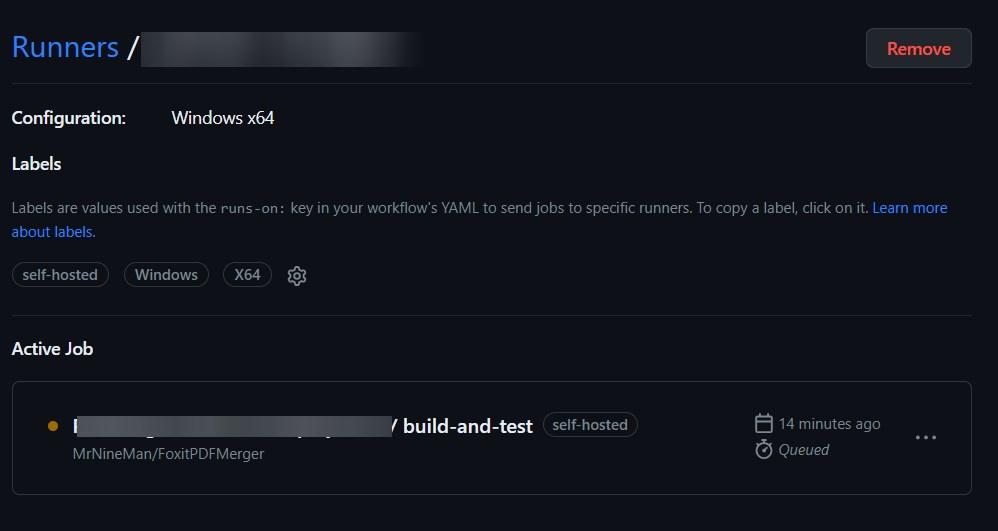 Runners /
Remove
Configuration: Windows x64
Labels
Labels are values used with the runs-on: key in your workflow's YAML to send jobs to specific runners. To copy a label, click on it. Learn more
about labels.
self-hosted Windows X64
Active Job
/ build-and-test self-hosted
14 minutes ago
MrNineMan/FoxitPDFMerger
Queued